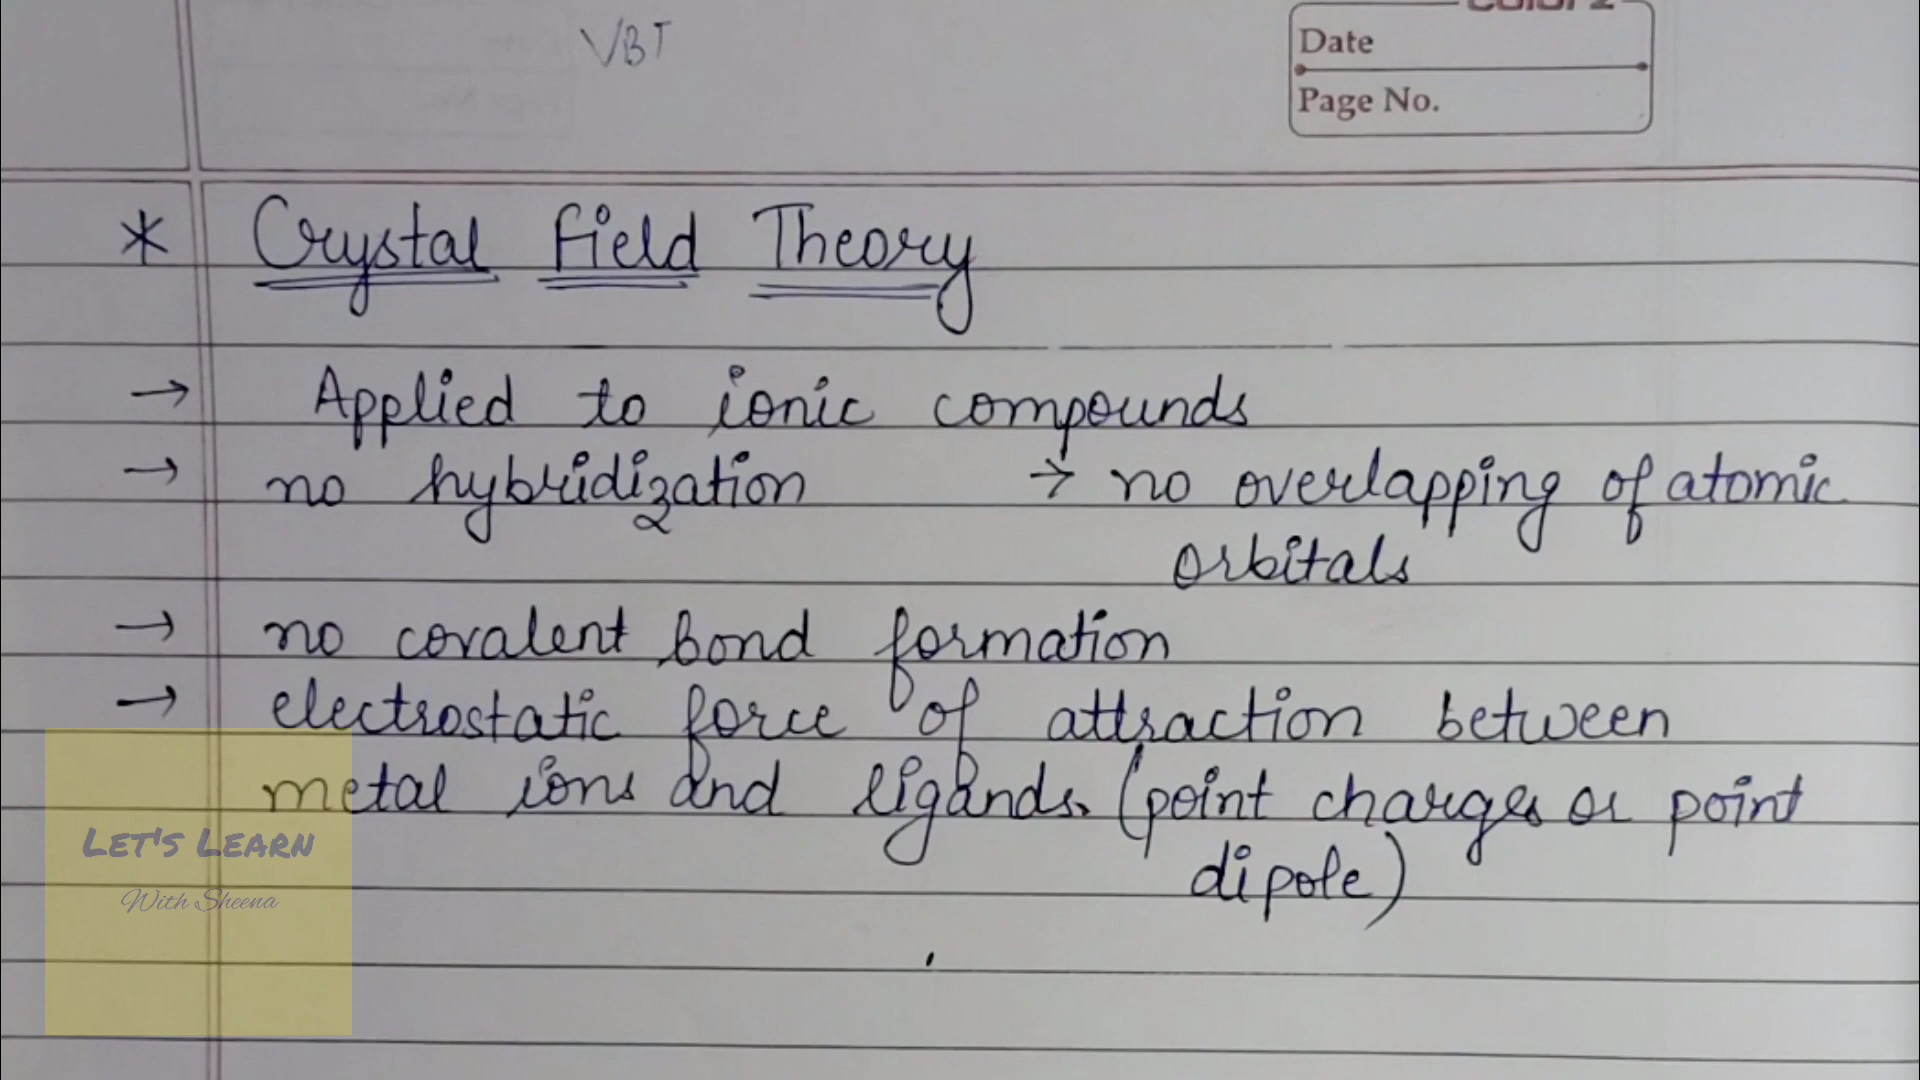 VBT
Date
Page No.
* Crystal Field Theory
→ Applied to ionic compounds
→ no hybridization → no overlapping of atomic
orbitals
→ no covalent bond formation
→ electrostatic force of attraction between
metal ions and ligands. (point charges or point
dipole)
LET'S LEARN
With Sheena